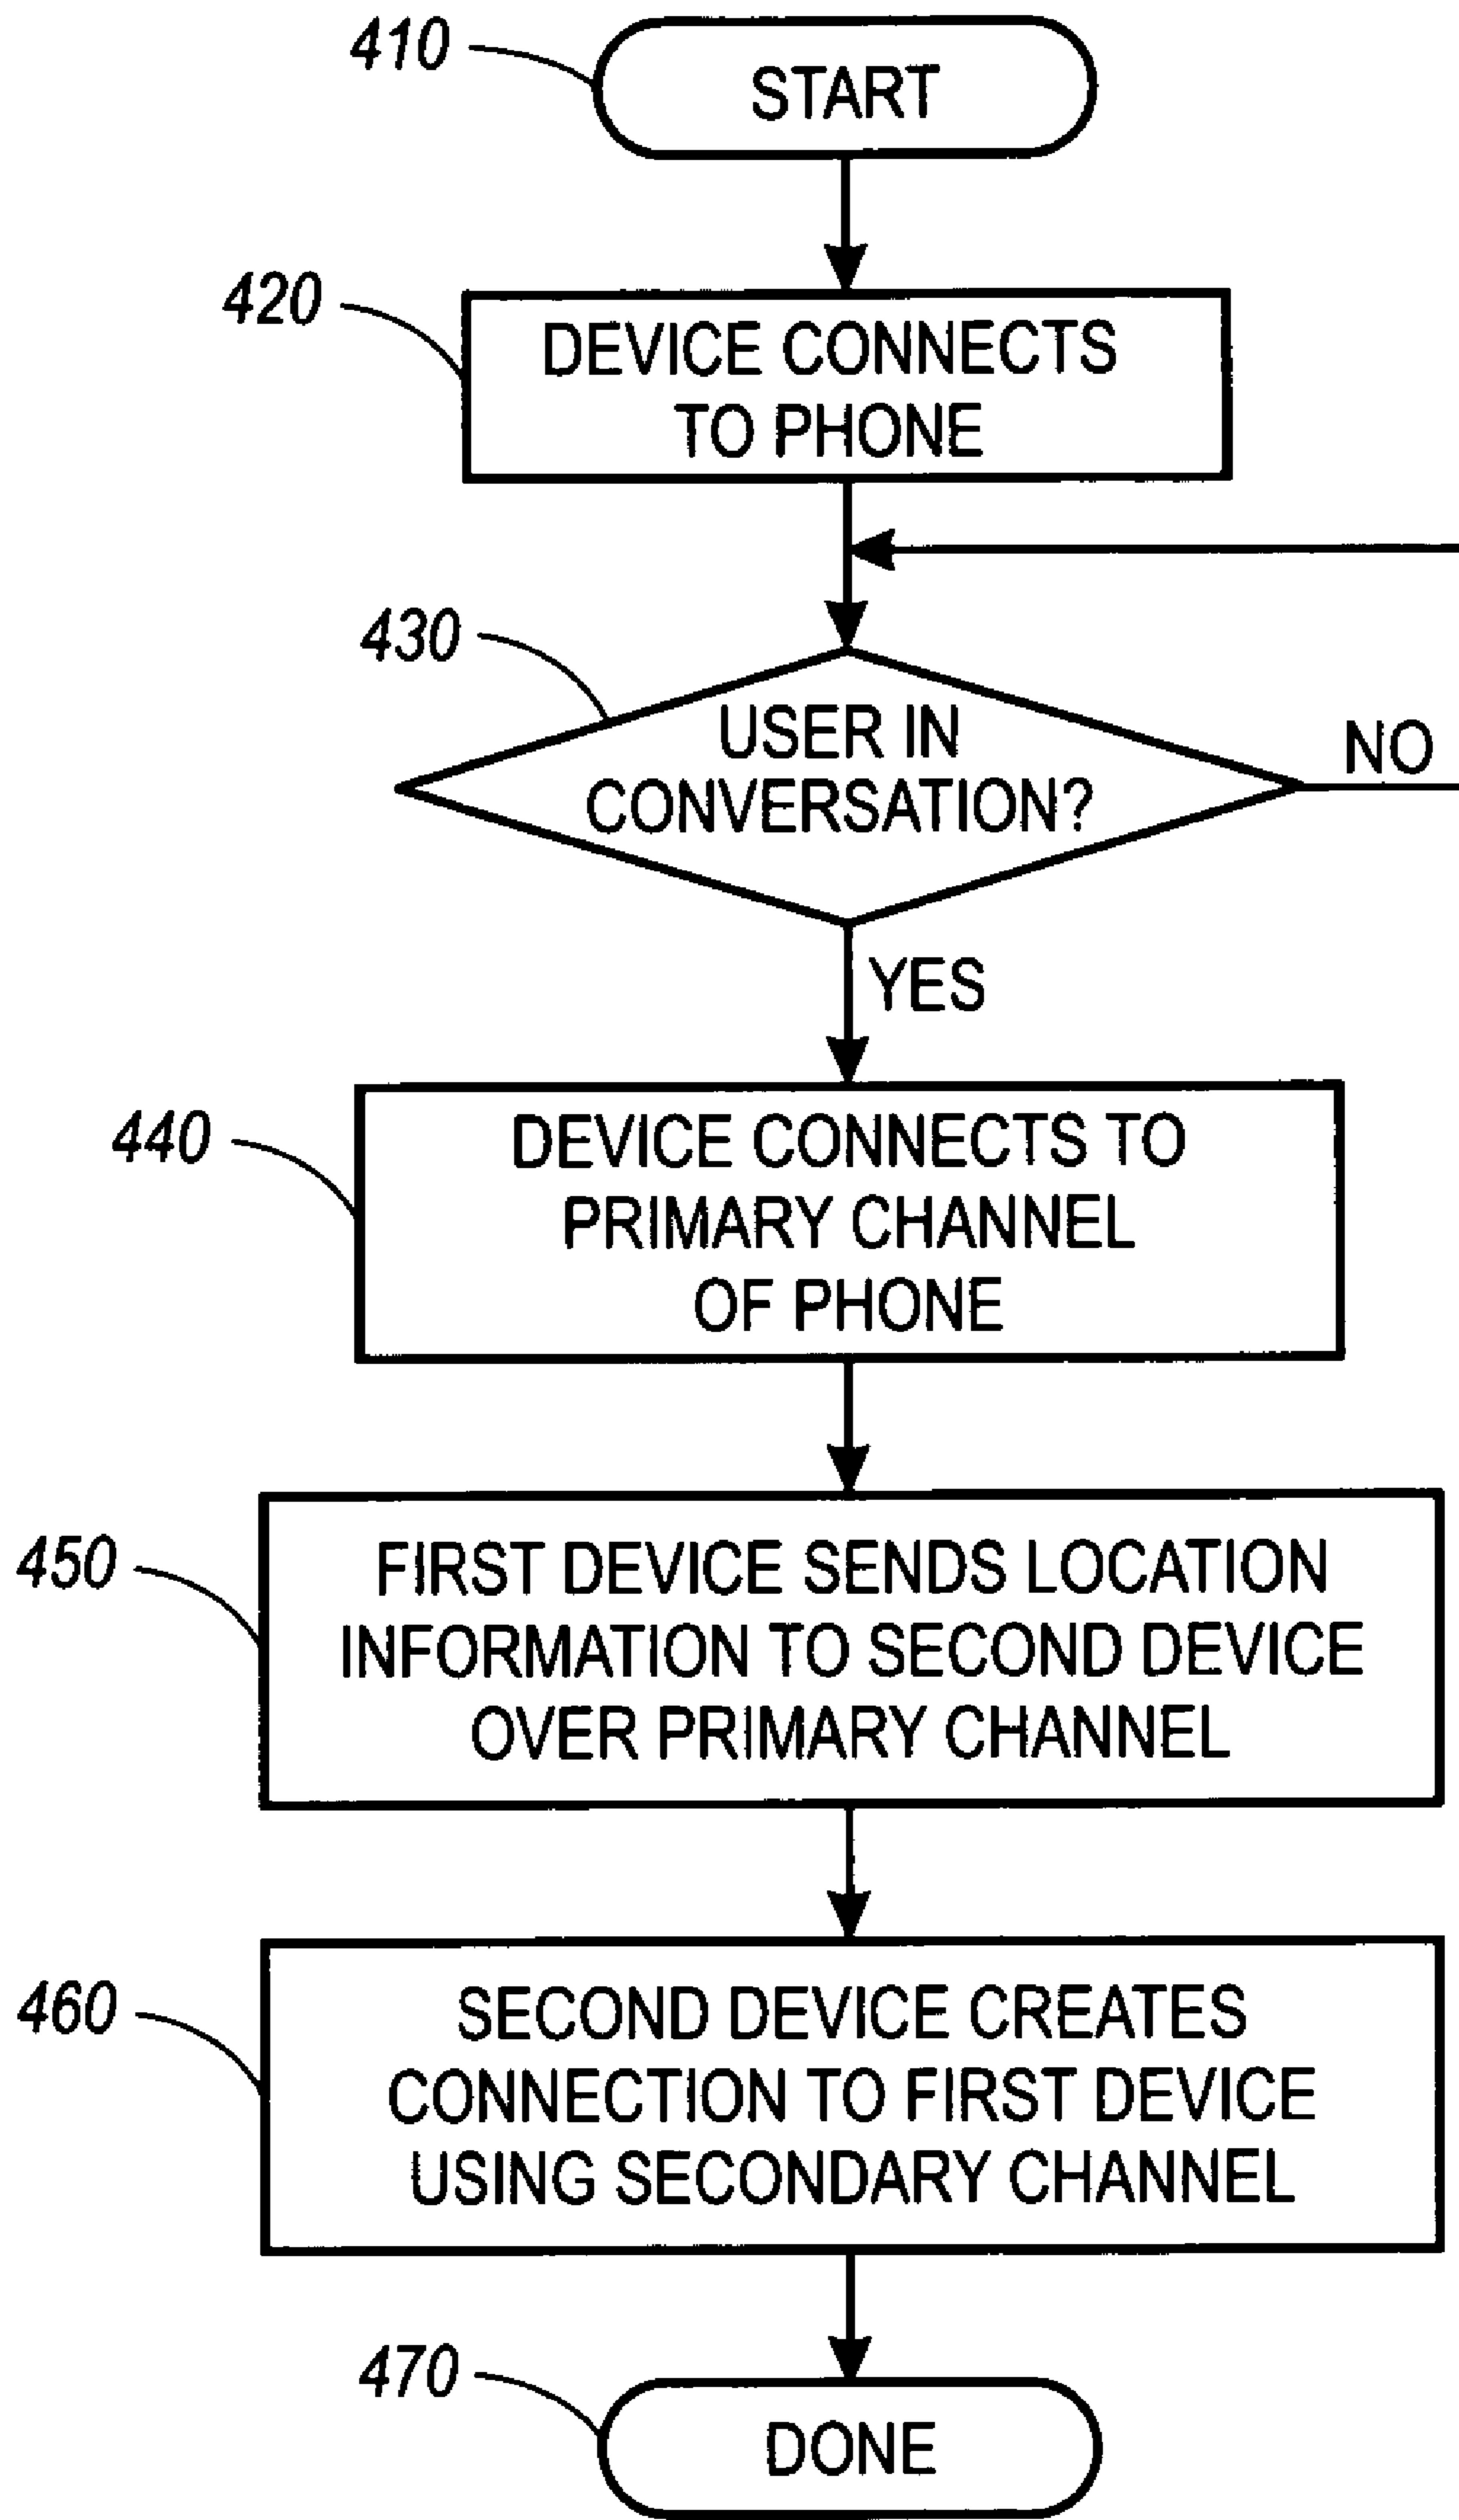 410
START
420
DEVICE CONNECTS
TO PHONE
430
USER IN
CONVERSATION?
NO
YES
440
DEVICE CONNECTS TO
PRIMARY CHANNEL
OF PHONE
450
FIRST DEVICE SENDS LOCATION
INFORMATION TO SECOND DEVICE
OVER PRIMARY CHANNEL
460
SECOND DEVICE CREATES
CONNECTION TO FIRST DEVICE
USING SECONDARY CHANNEL
470
DONE